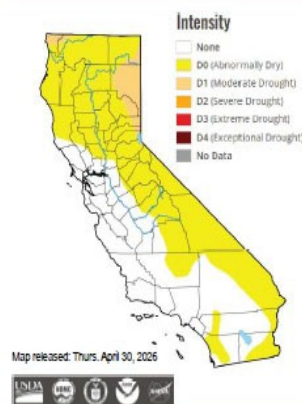 Intensity
None
D0 (Abnormally Dry)
D1 (Moderate Drought)
D2 (Severe Drought)
D3 (Extreme Drought)
D4 (Exceptional Drought)
No Data
Map released: Thurs. April 30, 2026
USDA